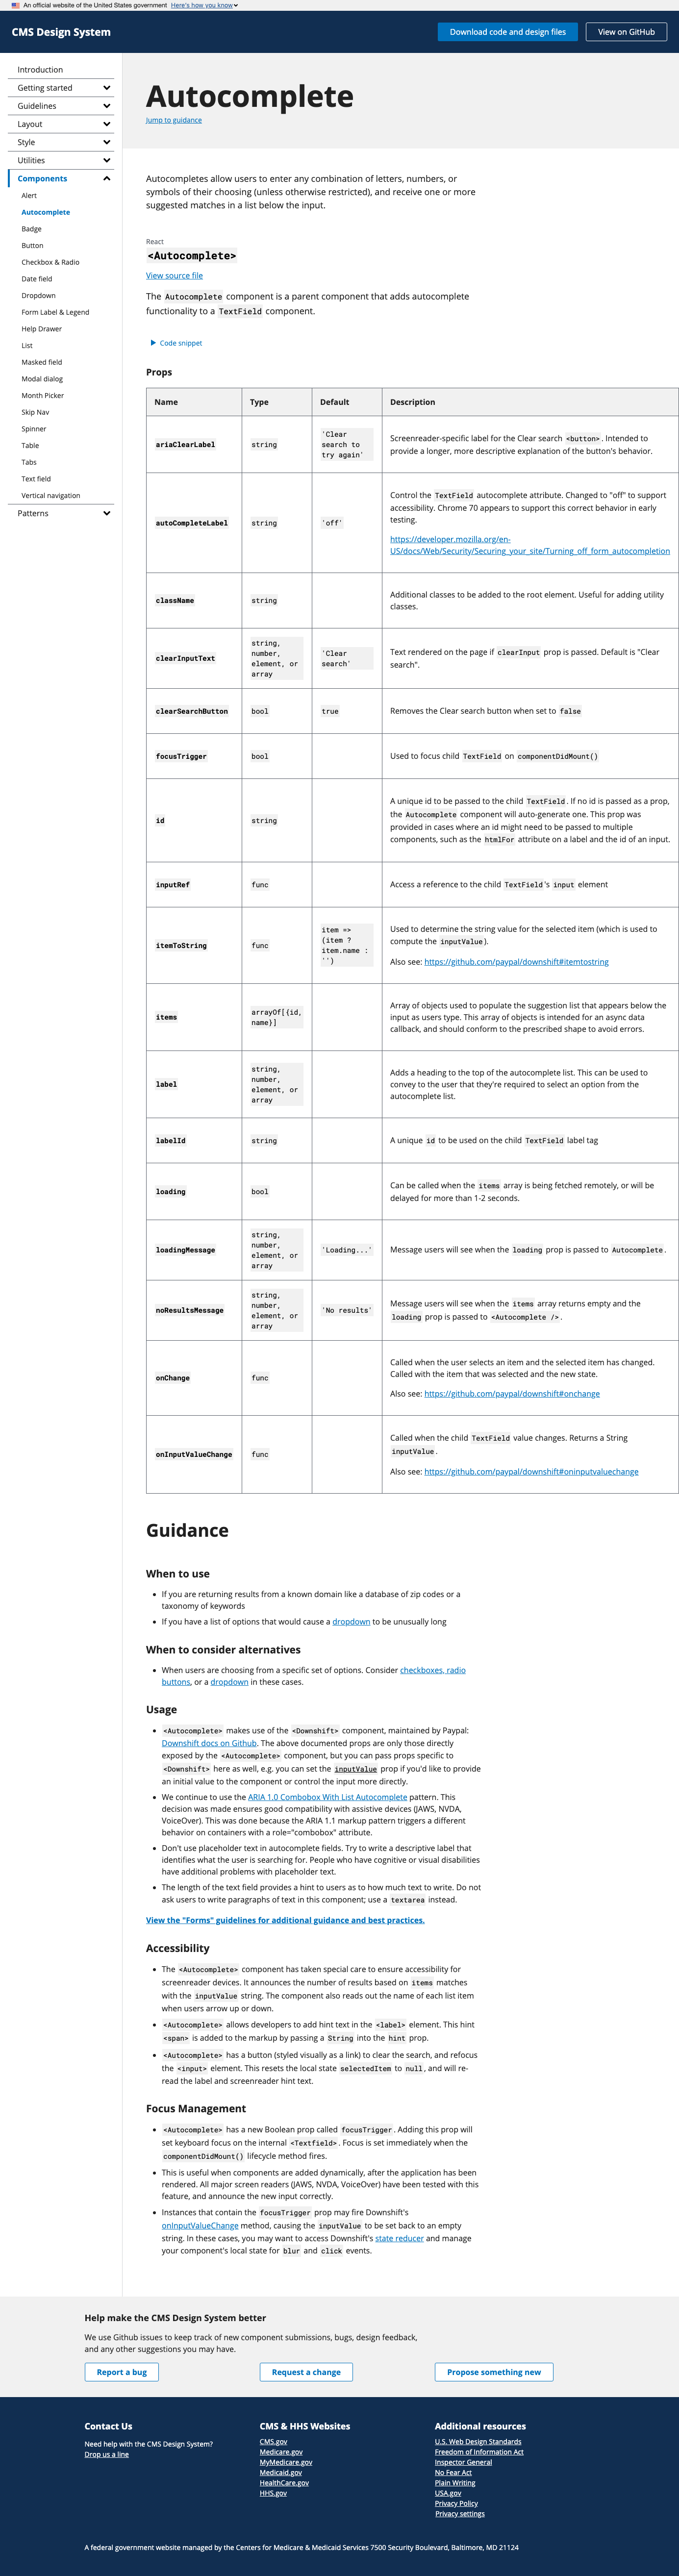 An official website of the United States government Here's how you know
CMS Design System
Download code and design files
View on GitHub
Introduction
Getting started
Guidelines
Layout
Style
Utilities
Components
Alert
Autocomplete
Badge
Button
Checkbox & Radio
Date field
Dropdown
Form Label & Legend
Help Drawer
List
Masked field
Modal dialog
Month Picker
Skip Nav
Spinner
Table
Tabs
Text field
Vertical navigation
Patterns
Autocomplete
Jump to guidance
Autocompletes allow users to enter any combination of letters, numbers, or
symbols of their choosing (unless otherwise restricted), and receive one or more
suggested matches in a list below the input.
React
<Autocomplete>
View source file
The Autocomplete component is a parent component that adds autocomplete
functionality to a TextField component.
Code snippet
Props
Name Type Default Description
ariaClearLabel
string
'Clear
search to
try again'
Screenreader-specific label for the Clear search <button>. Intended to
provide a longer, more descriptive explanation of the button's behavior.
autoCompleteLabel
string
'off'
Control the TextField autocomplete attribute. Changed to "off" to support
accessibility. Chrome 70 appears to support this correct behavior in early
testing.
https://developer.mozilla.org/en-
US/docs/Web/Security/Securing_your_site/Turning_off_form_autocompletion
className
string
Additional classes to be added to the root element. Useful for adding utility
classes.
clearInputText
string,
number,
element, or
array
'Clear
search'
Text rendered on the page if clearInput prop is passed. Default is "Clear
search".
clearSearchButton
bool
true
Removes the Clear search button when set to false
focusTrigger
bool
Used to focus child TextField on componentDidMount()
id
string
A unique id to be passed to the child TextField. If no id is passed as a prop,
the Autocomplete component will auto-generate one. This prop was
provided in cases where an id might need to be passed to multiple
components, such as the htmlFor attribute on a label and the id of an input.
inputRef
func
Access a reference to the child TextField's input element
itemToString
func
item =>
(item ?
item.name :
'')
Used to determine the string value for the selected item (which is used to
compute the inputValue).
Also see: https://github.com/paypal/downshift#itemtostring
items
arrayOf[{id,
name}]
Array of objects used to populate the suggestion list that appears below the
input as users type. This array of objects is intended for an async data
callback, and should conform to the prescribed shape to avoid errors.
label
string,
number,
element, or
array
Adds a heading to the top of the autocomplete list. This can be used to
convey to the user that they're required to select an option from the
autocomplete list.
labelId
string
A unique id to be used on the child TextField label tag
loading
bool
Can be called when the items array is being fetched remotely, or will be
delayed for more than 1-2 seconds.
loadingMessage
string,
number,
element, or
array
'Loading...'
Message users will see when the loading prop is passed to Autocomplete.
noResultsMessage
string,
number,
element, or
array
'No results'
Message users will see when the items array returns empty and the
loading prop is passed to <Autocomplete />.
onChange
func
Called when the user selects an item and the selected item has changed.
Called with the item that was selected and the new state.
Also see: https://github.com/paypal/downshift#onchange
onInputValueChange
func
Called when the child TextField value changes. Returns a String
inputValue.
Also see: https://github.com/paypal/downshift#oninputvaluechange
Guidance
When to use
• If you are returning results from a known domain like a database of zip codes or a
taxonomy of keywords
• If you have a list of options that would cause a dropdown to be unusually long
When to consider alternatives
• When users are choosing from a specific set of options. Consider checkboxes, radio
buttons, or a dropdown in these cases.
Usage
• <Autocomplete> makes use of the <Downshift> component, maintained by Paypal:
Downshift docs on Github. The above documented props are only those directly
exposed by the <Autocomplete> component, but you can pass props specific to
<Downshift> here as well, e.g. you can set the inputValue prop if you'd like to provide
an initial value to the component or control the input more directly.
• We continue to use the ARIA 1.0 Combobox With List Autocomplete pattern. This
decision was made ensures good compatibility with assistive devices (JAWS, NVDA,
VoiceOver). This was done because the ARIA 1.1 markup pattern triggers a different
behavior on containers with a role="combobox" attribute.
• Don't use placeholder text in autocomplete fields. Try to write a descriptive label that
identifies what the user is searching for. People who have cognitive or visual disabilities
have additional problems with placeholder text.
• The length of the text field provides a hint to users as to how much text to write. Do not
ask users to write paragraphs of text in this component; use a textarea instead.
View the "Forms" guidelines for additional guidance and best practices.
Accessibility
• The <Autocomplete> component has taken special care to ensure accessibility for
screenreader devices. It announces the number of results based on items matches
with the inputValue string. The component also reads out the name of each list item
when users arrow up or down.
• <Autocomplete> allows developers to add hint text in the <label> element. This hint
<span> is added to the markup by passing a String into the hint prop.
• <Autocomplete> has a button (styled visually as a link) to clear the search, and refocus
the <input> element. This resets the local state selectedItem to null, and will re-
read the label and screenreader hint text.
Focus Management
• <Autocomplete> has a new Boolean prop called focusTrigger. Adding this prop will
set keyboard focus on the internal <Textfield>. Focus is set immediately when the
componentDidMount() lifecycle method fires.
• This is useful when components are added dynamically, after the application has been
rendered. All major screen readers (JAWS, NVDA, VoiceOver) have been tested with this
feature, and announce the new input correctly.
• Instances that contain the focusTrigger prop may fire Downshift's
onInputValueChange method, causing the inputValue to be set back to an empty
string. In these cases, you may want to access Downshift's state reducer and manage
your component's local state for blur and click events.
Help make the CMS Design System better
We use Github issues to keep track of new component submissions, bugs, design feedback,
and any other suggestions you may have.
Report a bug
Request a change
Propose something new
Contact Us
Need help with the CMS Design System?
Drop us a line
CMS & HHS Websites
CMS.gov
Medicare.gov
MyMedicare.gov
Medicaid.gov
HealthCare.gov
HHS.gov
Additional resources
U.S. Web Design Standards
Freedom of Information Act
Inspector General
No Fear Act
Plain Writing
USA.gov
Privacy Policy
Privacy settings
A federal government website managed by the Centers for Medicare & Medicaid Services 7500 Security Boulevard, Baltimore, MD 21124